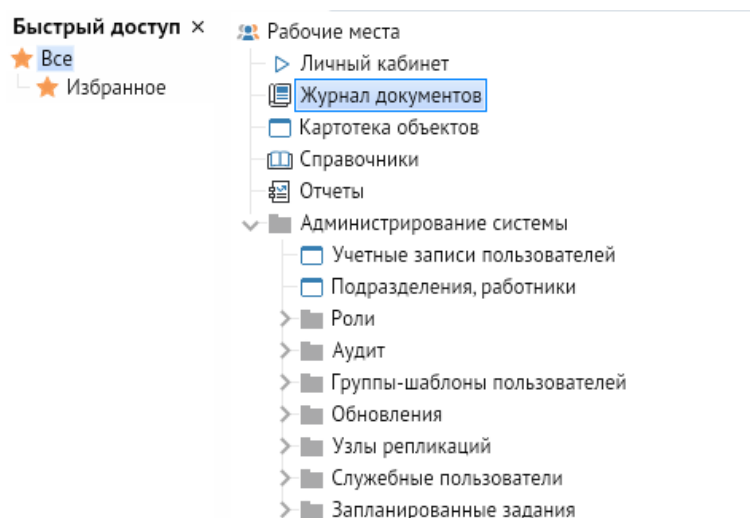 Быстрый доступ ×
Все
Избранное
Рабочие места
Личный кабинет
Журнал документов
Картотека объектов
Справочники
Отчеты
Администрирование системы
Учетные записи пользователей
Подразделения, работники
Роли
Аудит
Группы-шаблоны пользователей
Обновления
Узлы репликаций
Служебные пользователи
Запланированные задания